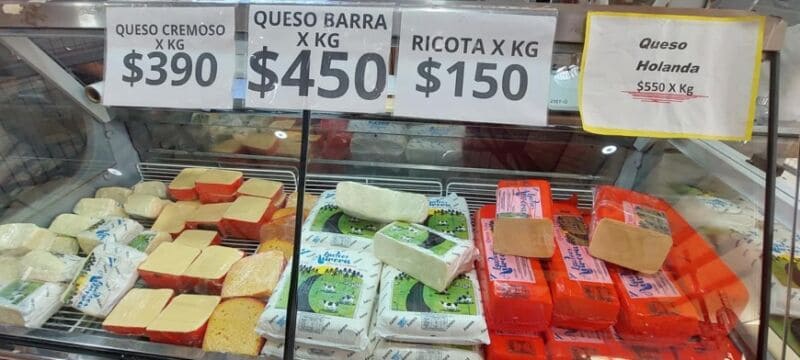 QUESO CREMOSO
X KG
$390
QUESO BARRA
X KG
$450
RICOTA X KG
$150
Queso
Holanda
$550 X Kg